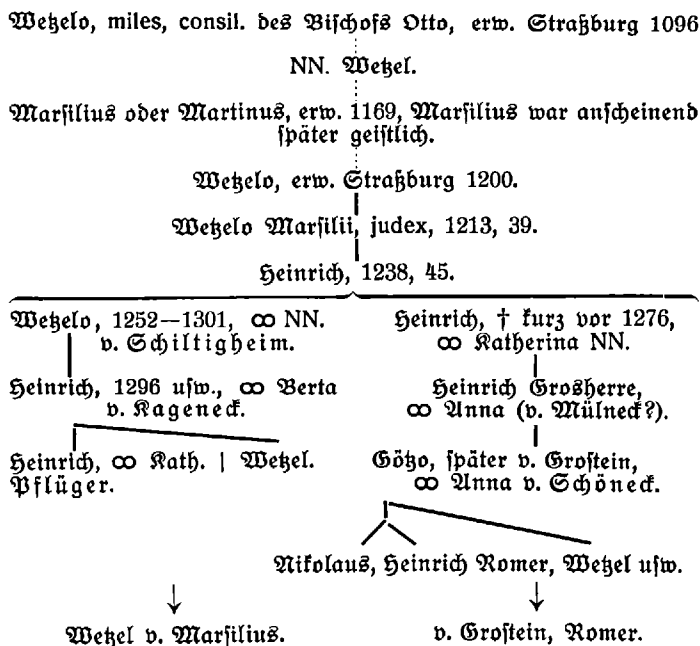 Wetzelo, miles, consil. des Bischofs Otto, erw. Straßburg 1096
NN. Wetzel.
Marsilius oder Martinus, erw. 1169, Marsilius war anscheinend
später geistlich.
Wetzelo, erw. Straßburg 1200.
Wetzelo Marsilii, judex, 1213, 39.
Heinrich, 1238, 45.
Wetzelo, 1252—1301, ∞ NN.
v. Schiltigheim.
Heinrich, 1296 usw., ∞ Berta
v. Kageneck.
Heinrich, ∞ Kath. | Wetzel.
Pflüger.
Wetzel v. Marsilius.
Heinrich, † kurz vor 1276,
∞ Katherina NN.
Heinrich Grosherre,
∞ Anna (v. Mülneck?).
Götzo, später v. Grostein,
∞ Anna v. Schöneck.
Nikolaus, Heinrich Romer, Wetzel usw.
v. Grostein, Romer.